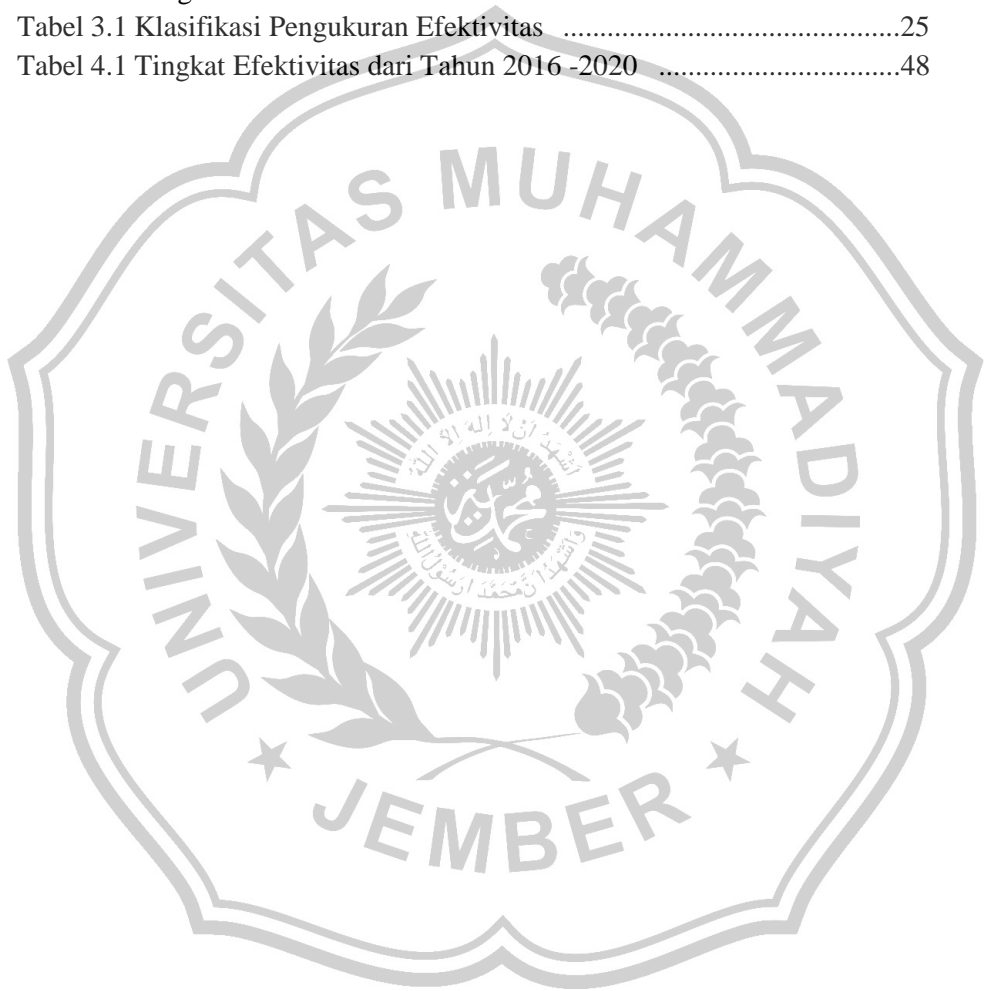 Tabel 3.1 Klasifikasi Pengukuran Efektivitas ............................................25
Tabel 4.1 Tingkat Efektivitas dari Tahun 2016 -2020 ...............................48
UNIVERSITAS MUHAMMADIYAH
JEMBER